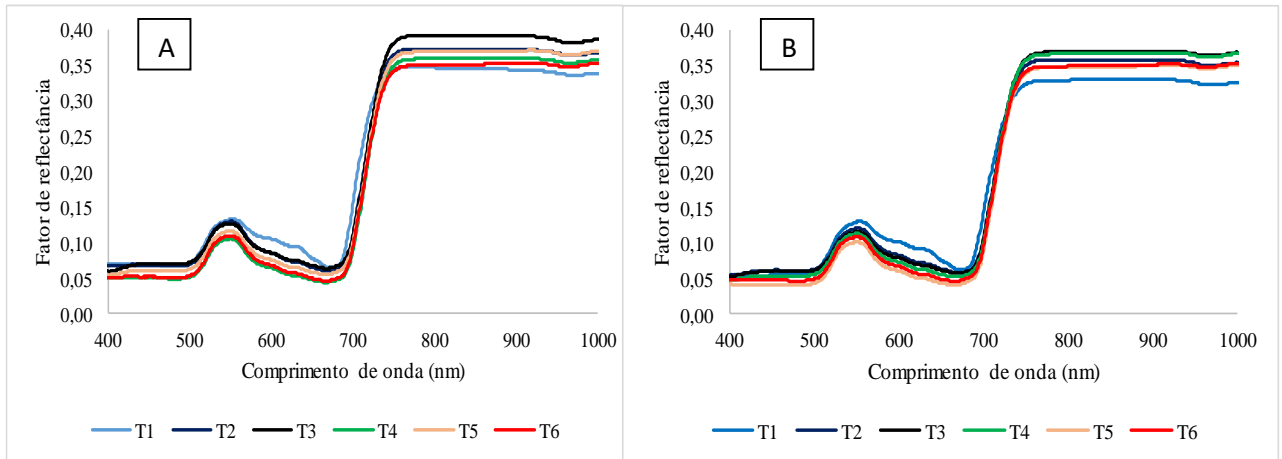 A
Fator de reflectância
0,40
0,35
0,30
0,25
0,20
0,15
0,10
0,05
0,00
400 500 600 700 800 900 1000
Comprimento de onda (nm)
T1 T2 T3 T4 T5 T6
B
Fator de reflectância
0,40
0,35
0,30
0,25
0,20
0,15
0,10
0,05
0,00
400 500 600 700 800 900 1000
Comprimento de onda (nm)
T1 T2 T3 T4 T5 T6